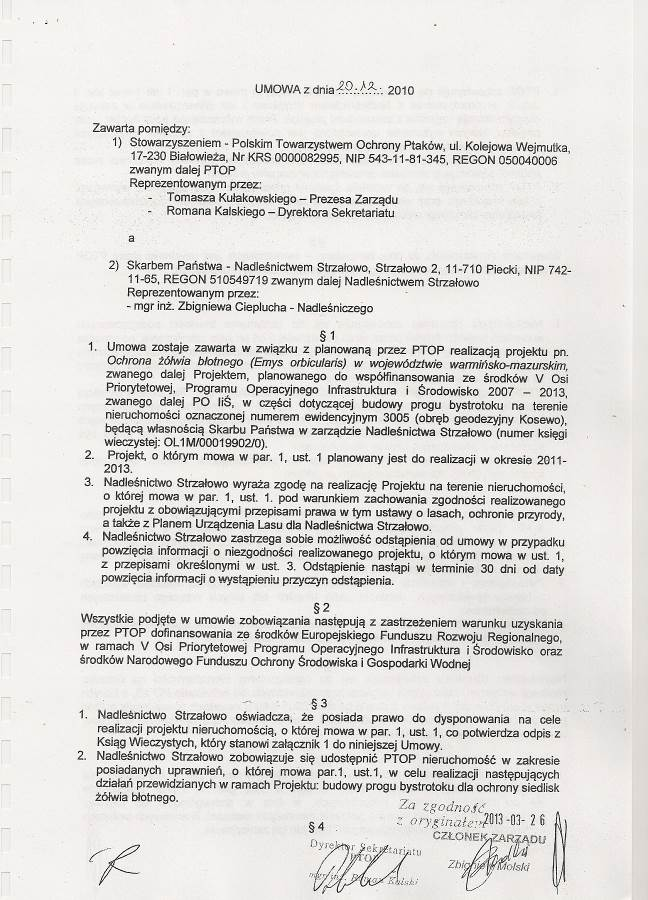 UMOWA z dnia 20.12. 2010
Zawarta pomiędzy:
1) Stowarzyszeniem - Polskim Towarzystwem Ochrony Ptaków, ul. Kolejowa Wejmutka,
17-230 Białowieża, Nr KRS 0000082995, NIP 543-11-81-345, REGON 050040006
zwanym dalej PTOP
Reprezentowanym przez:
- Tomasza Kułakowskiego – Prezesa Zarządu
- Romana Kalskiego – Dyrektora Sekretariatu
a
2) Skarbem Państwa - Nadleśnictwem Strzałowo, Strzałowo 2, 11-710 Piecki, NIP 742-
11-65, REGON 510549719 zwanym dalej Nadleśnictwem Strzałowo
Reprezentowanym przez:
- mgr inż. Zbigniewa Ciepłucha - Nadleśniczego
§ 1
1. Umowa zostaje zawarta w związku z planowaną przez PTOP realizacją projektu pn.
Ochrona żółwia błotnego (Emys orbicularis) w województwie warmińsko-mazurskim,
zwanego dalej Projektem, planowanego do współfinansowania ze środków V Osi
Priorytetowej, Programu Operacyjnego Infrastruktura i Środowisko 2007 – 2013,
zwanego dalej PO IiŚ, w części dotyczącej budowy progu bystrotoku na terenie
nieruchomości oznaczonej numerem ewidencyjnym 3005 (obręb geodezyjny Kosewo),
będącą własnością Skarbu Państwa w zarządzie Nadleśnictwa Strzałowo (numer księgi
wieczystej: OL1M/00019902/0).
2. Projekt, o którym mowa w par. 1, ust. 1 planowany jest do realizacji w okresie 2011-
2013.
3. Nadleśnictwo Strzałowo wyraża zgodę na realizację Projektu na terenie nieruchomości,
o której mowa w par. 1, ust. 1. pod warunkiem zachowania zgodności realizowanego
projektu z obowiązującymi przepisami prawa w tym ustawy o lasach, ochronie przyrody,
a także z Planem Urządzenia Lasu dla Nadleśnictwa Strzałowo.
4. Nadleśnictwo Strzałowo zastrzega sobie możliwość odstąpienia od umowy w przypadku
powzięcia informacji o niezgodności realizowanego projektu, o którym mowa w ust. 1,
z przepisami określonymi w ust. 3. Odstąpienie nastąpi w terminie 30 dni od daty
powzięcia informacji o wystąpieniu przyczyn odstąpienia.
§ 2
Wszystkie podjęte w umowie zobowiązania następują z zastrzeżeniem warunku uzyskania
przez PTOP dofinansowania ze środków Europejskiego Funduszu Rozwoju Regionalnego,
w ramach V Osi Priorytetowej Programu Operacyjnego Infrastruktura i Środowisko oraz
środków Narodowego Funduszu Ochrony Środowiska i Gospodarki Wodnej
§ 3
1. Nadleśnictwo Strzałowo oświadcza, że posiada prawo do dysponowania na cele
realizacji projektu nieruchomością, o której mowa w par. 1, ust. 1, co potwierdza odpis z
Ksiąg Wieczystych, który stanowi załącznik 1 do niniejszej Umowy.
2. Nadleśnictwo Strzałowo zobowiązuje się udostępnić PTOP nieruchomość w zakresie
posiadanych uprawnień, o której mowa par.1, ust.1, w celu realizacji następujących
działań przewidzianych w ramach Projektu: budowy progu bystrotoku dla ochrony siedlisk
żółwia błotnego.
Za zgodność
z oryginałem 2013 -03- 26
§ 4
CZŁONEK ZARZĄDU
Dyrektor Sekretariatu
PTOP
Zbigniew Molski
mgr inż. Roman Kalski